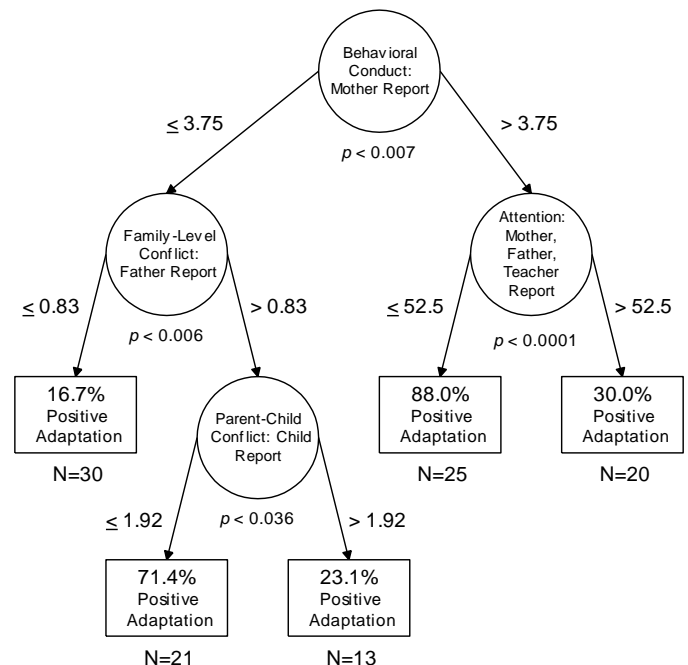 Behavioral
Conduct:
Mother Report
≤ 3.75
> 3.75
p < 0.007
Family-Level
Conflict:
Father Report
Attention:
Mother,
Father,
Teacher
Report
≤ 0.83
> 0.83
≤ 52.5
> 52.5
p < 0.006
p < 0.0001
16.7%
Positive
Adaptation
N=30
Parent-Child
Conflict: Child
Report
88.0%
Positive
Adaptation
N=25
30.0%
Positive
Adaptation
N=20
≤ 1.92
> 1.92
p < 0.036
71.4%
Positive
Adaptation
N=21
23.1%
Positive
Adaptation
N=13